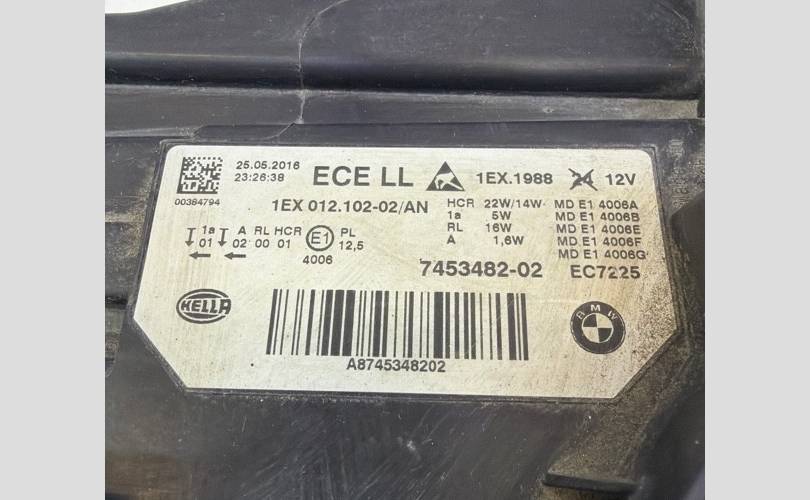 25.05.2016
23:26:38
00384794
ECE LL
1EX.1988
24 12V
1EX 012.102-02/AN
HCR 22W/14W MD E1 4006A
1a 5W MD E1 4006B
RL 16W MD E1 4006E
A 1,6W MD E1 4006F
MD E1 4006G
1a A RL HCR
01 02 00 01
E1
PL
12,5
4006
7453482-02
EC7225
HELLA
BMW
A8745348202